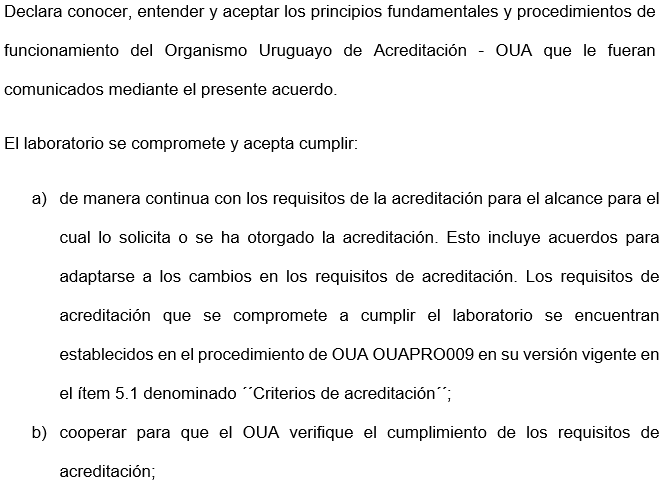 Declara conocer, entender y aceptar los principios fundamentales y procedimientos de
funcionamiento del Organismo Uruguayo de Acreditación - OUA que le fueran
comunicados mediante el presente acuerdo.
El laboratorio se compromete y acepta cumplir:
a) de manera continua con los requisitos de la acreditación para el alcance para el
cual lo solicita o se ha otorgado la acreditación. Esto incluye acuerdos para
adaptarse a los cambios en los requisitos de acreditación. Los requisitos de
acreditación que se compromete a cumplir el laboratorio se encuentran
establecidos en el procedimiento de OUA OUAPRO009 en su versión vigente en
el ítem 5.1 denominado ´´Criterios de acreditación´´;
b) cooperar para que el OUA verifique el cumplimiento de los requisitos de
acreditación;